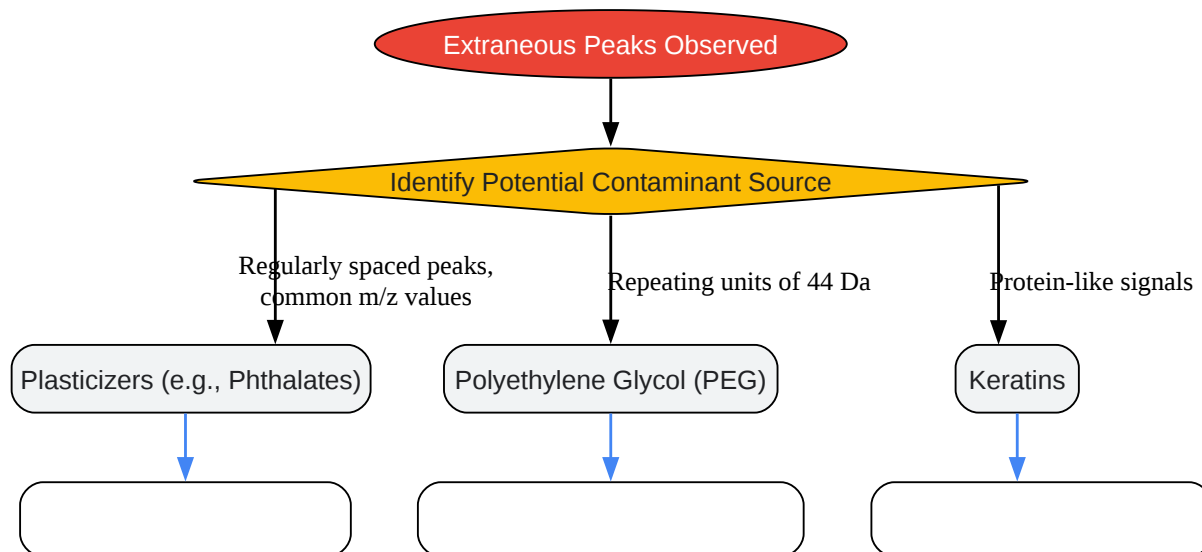 Extraneous Peaks Observed
Identify Potential Contaminant Source
Regularly spaced peaks,
common m/z values
Repeating units of 44 Da
Protein-like signals
Plasticizers (e.g., Phthalates)
Polyethylene Glycol (PEG)
Keratins